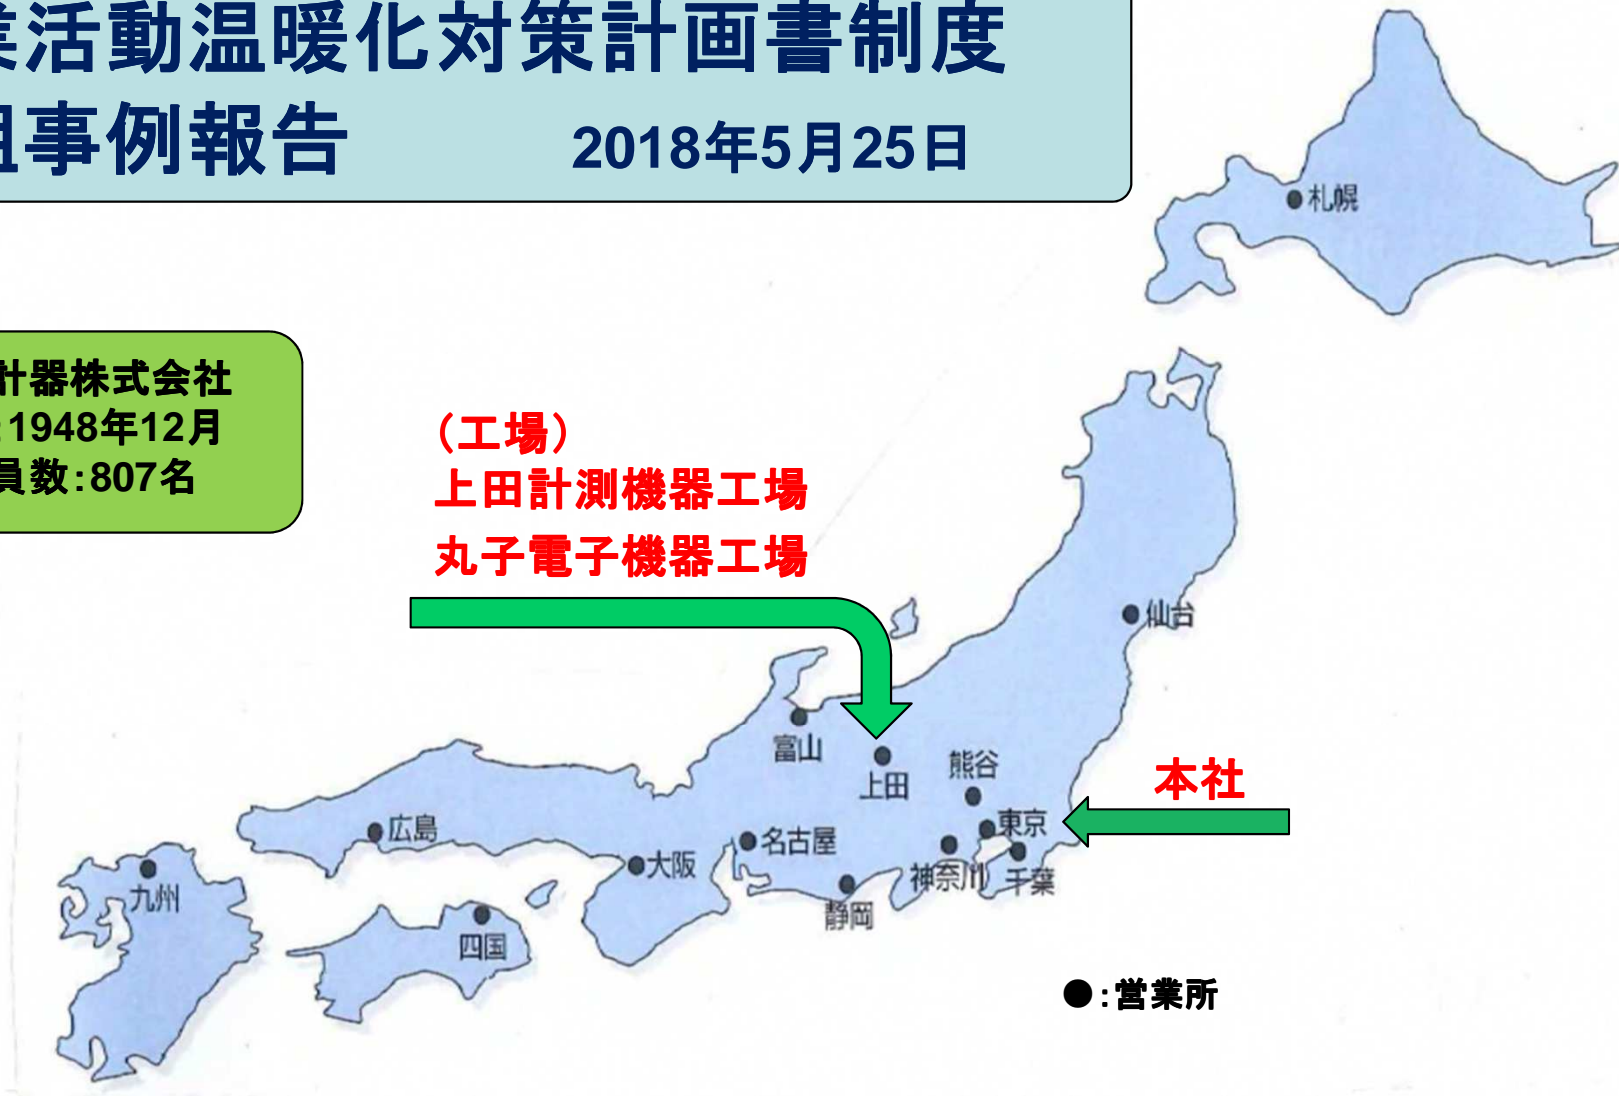 業活動温暖化対策計画書制度
組事例報告 2018年5月25日
計器株式会社
:1948年12月
員数:807名
(工場)
上田計測機器工場
丸子電子機器工場
札幌
仙台
富山
上田
熊谷
本社
東京
広島
名古屋
大阪
神奈川
千葉
九州
静岡
四国
●:営業所